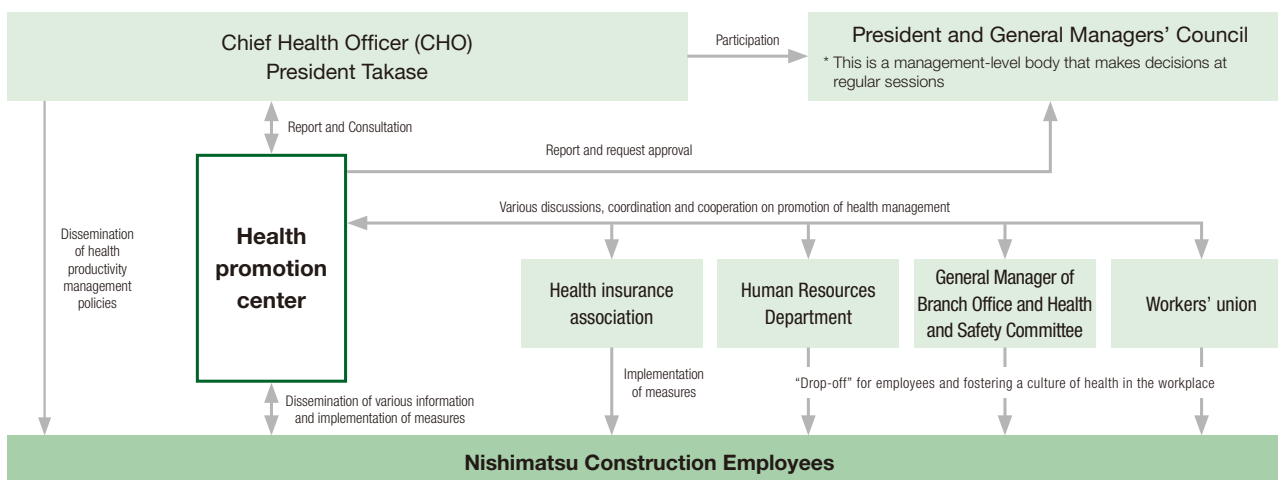 Chief Health Officer (CHO)
President Takase
Participation
President and General Managers' Council
* This is a management-level body that makes decisions at
regular sessions
Report and Consultation
Report and request approval
Various discussions, coordination and cooperation on promotion of health management
Dissemination
of health
productivity
management
policies
Health
promotion
center
Health insurance
association
Human Resources
Department
General Manager of
Branch Office and Health
and Safety Committee
Workers' union
Implementation
of measures
“Drop-off” for employees and fostering a culture of health in the workplace
Dissemination of various information
and implementation of measures
Nishimatsu Construction Employees